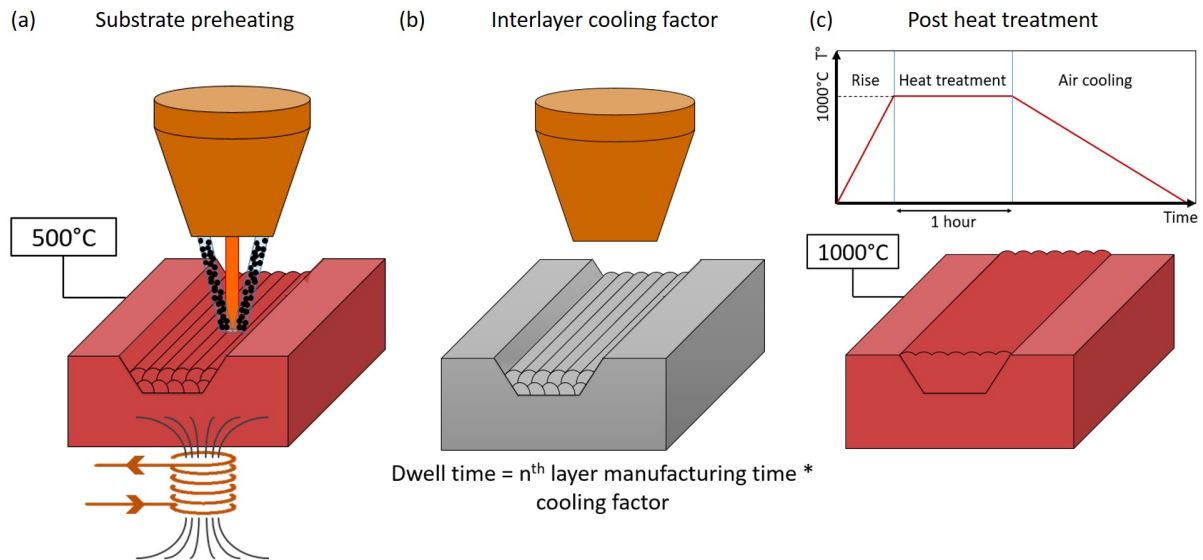 (a) Substrate preheating
500°C
(b) Interlayer cooling factor
Dwell time = nth layer manufacturing time *
cooling factor
(c) Post heat treatment
T°
1000°C
Rise
Heat treatment
Air cooling
1 hour
Time
1000°C